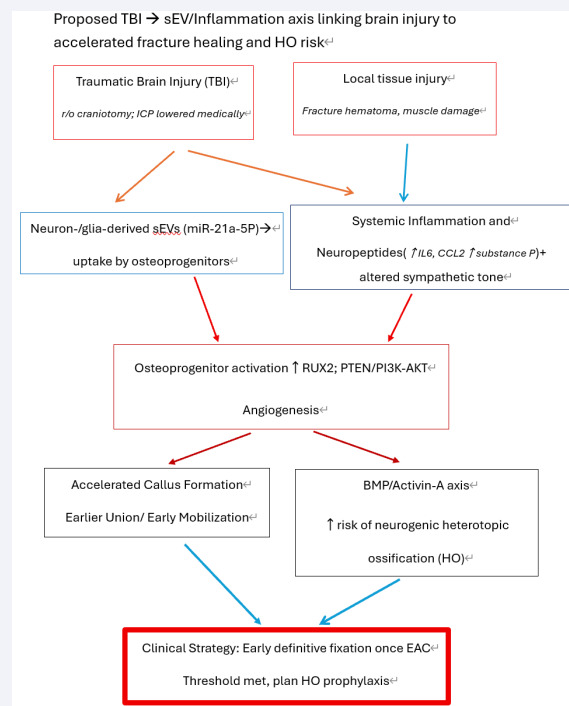 Proposed TBI → sEV/Inflammation axis linking brain injury to
accelerated fracture healing and HO risk↵
Traumatic Brain Injury (TBI)↵
r/o craniotomy; ICP lowered medically↵
Local tissue injury↵
Fracture hematoma, muscle damage↵
Neuron-/glia-derived sEVs (miR-21a-5P)→↵
uptake by osteoprogenitors↵
Systemic Inflammation and↵
Neuropeptides( ↑IL6, CCL2 ↑substance P)+
altered sympathetic tone↵
Osteoprogenitor activation ↑ RUX2; PTEN/PI3K-AKT↵
Angiogenesis↵
Accelerated Callus Formation↵
Earlier Union/ Early Mobilization↵
BMP/Activin-A axis↵
↑ risk of neurogenic heterotopic
ossification (HO)↵
Clinical Strategy: Early definitive fixation once EAC↵
Threshold met, plan HO prophylaxis↵